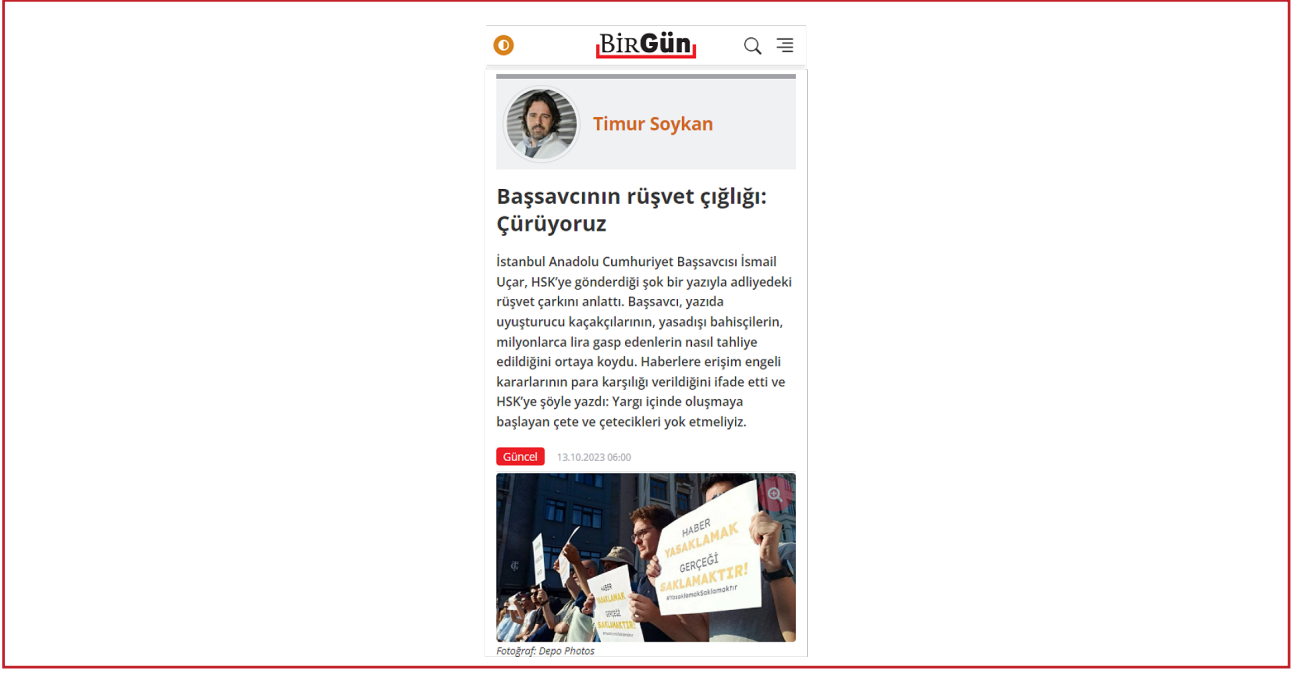 BirGün
Timur Soykan
Başsavcının rüşvet çığlığı:
Çürüyoruz
İstanbul Anadolu Cumhuriyet Başsavcısı İsmail
Uçar, HSK’ye gönderdiği şok bir yazıyla adliyedeki
rüşvet çarkını anlattı. Başsavcı, yazıda
uyuşturucu kaçakçılarının, yasadışı bahisçilerin,
milyonlarca lira gasp edenlerin nasıl tahliye
edildiğini ortaya koydu. Haberlere erişim engeli
kararlarının para karşılığı verildiğini ifade etti ve
HSK’ye şöyle yazdı: Yargı içinde oluşmaya
başlayan çete ve çetecikleri yok etmeliyiz.
Güncel 13.10.2023 06:00
HABER
YASAKLAMAK
GERÇEĞİ
SAKLAMAKTIR!
#YasaklamakSaklamaktır
HABER
YASAKLAMAK
GERÇEĞİ
SAKLAMAKTIR!
Fotoğraf: Depo Photos